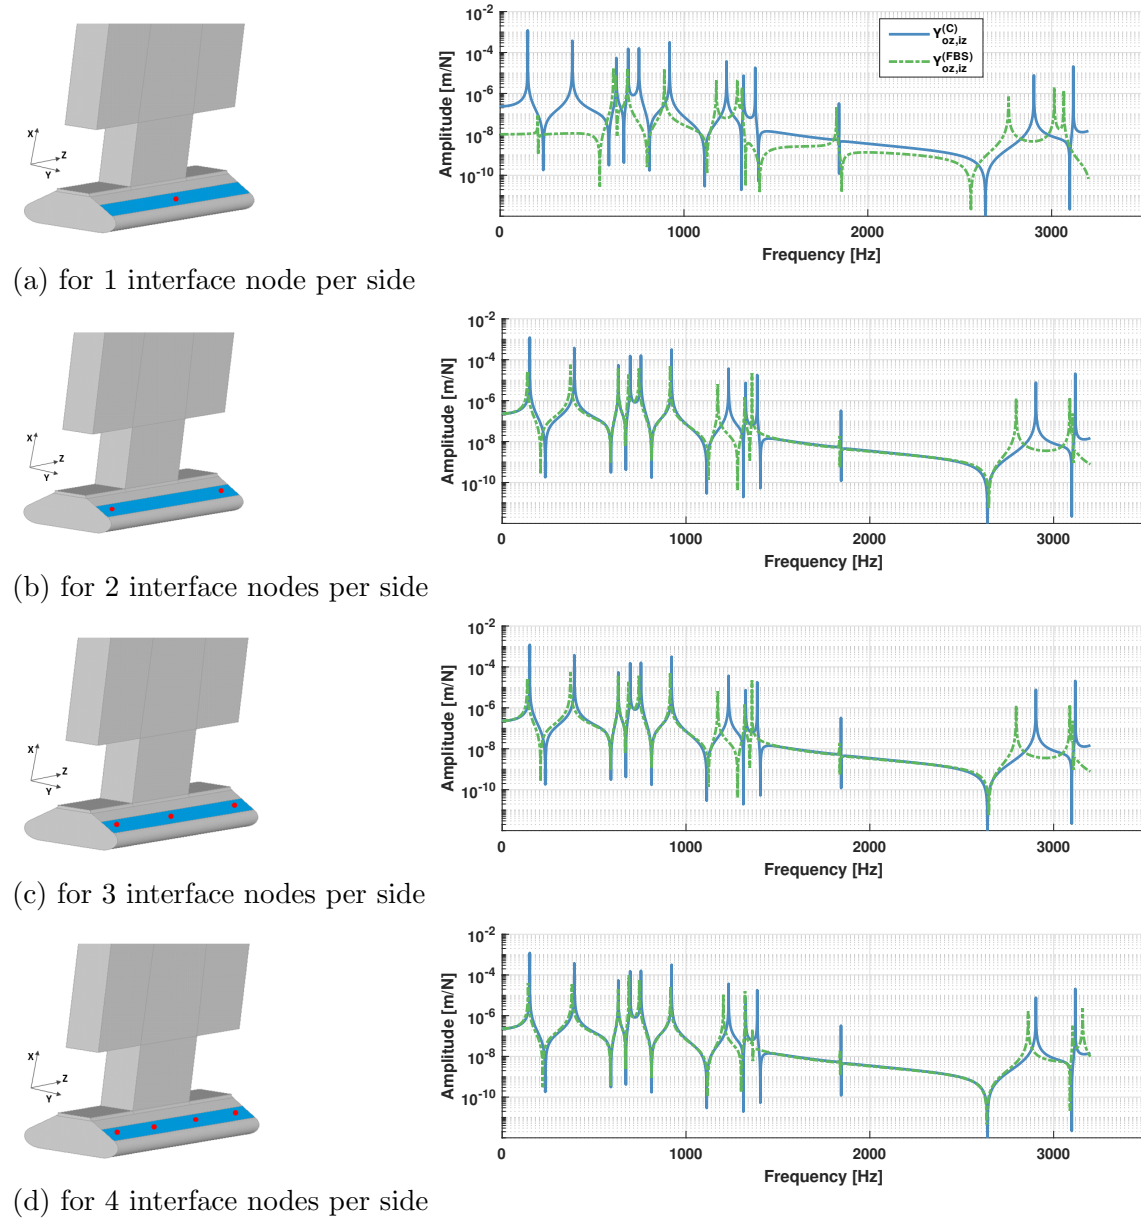 X
Z
Y
10^-2
10^-4
10^-6
10^-8
10^-10
Amplitude [m/N]
Y^(C)_oz,iz
Y^(FBS)_oz,iz
0
1000
2000
3000
Frequency [Hz]
(a) for 1 interface node per side
X
Z
Y
10^-2
10^-4
10^-6
10^-8
10^-10
Amplitude [m/N]
0
1000
2000
3000
Frequency [Hz]
(b) for 2 interface nodes per side
X
Z
Y
10^-2
10^-4
10^-6
10^-8
10^-10
Amplitude [m/N]
0
1000
2000
3000
Frequency [Hz]
(c) for 3 interface nodes per side
X
Z
Y
10^-2
10^-4
10^-6
10^-8
10^-10
Amplitude [m/N]
0
1000
2000
3000
Frequency [Hz]
(d) for 4 interface nodes per side